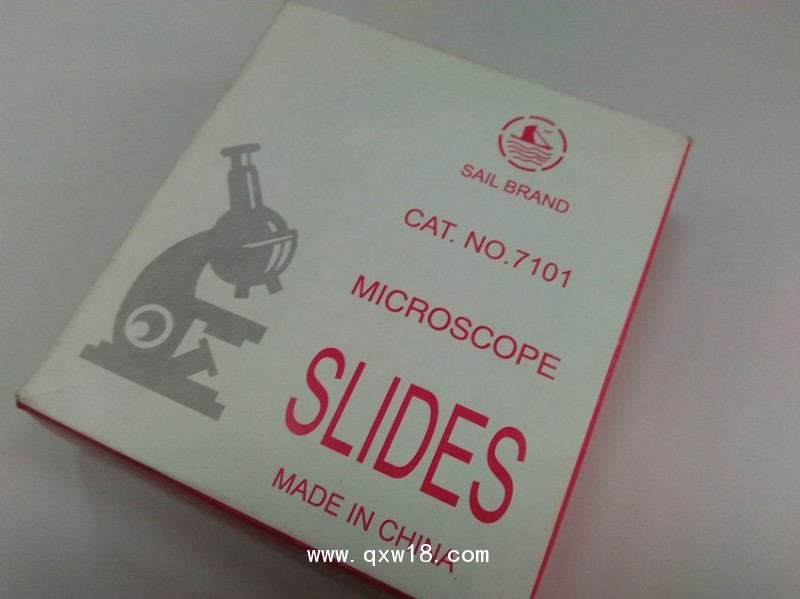 SAIL BRAND
CAT. NO.7101
MICROSCOPE
SLIDES
MADE IN CHINA
www.qxw18.com